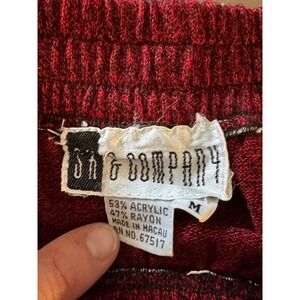 & COMPANY
M
53% ACRYLIC
47% RAYON
MADE IN MACAU
RN NO. 67517